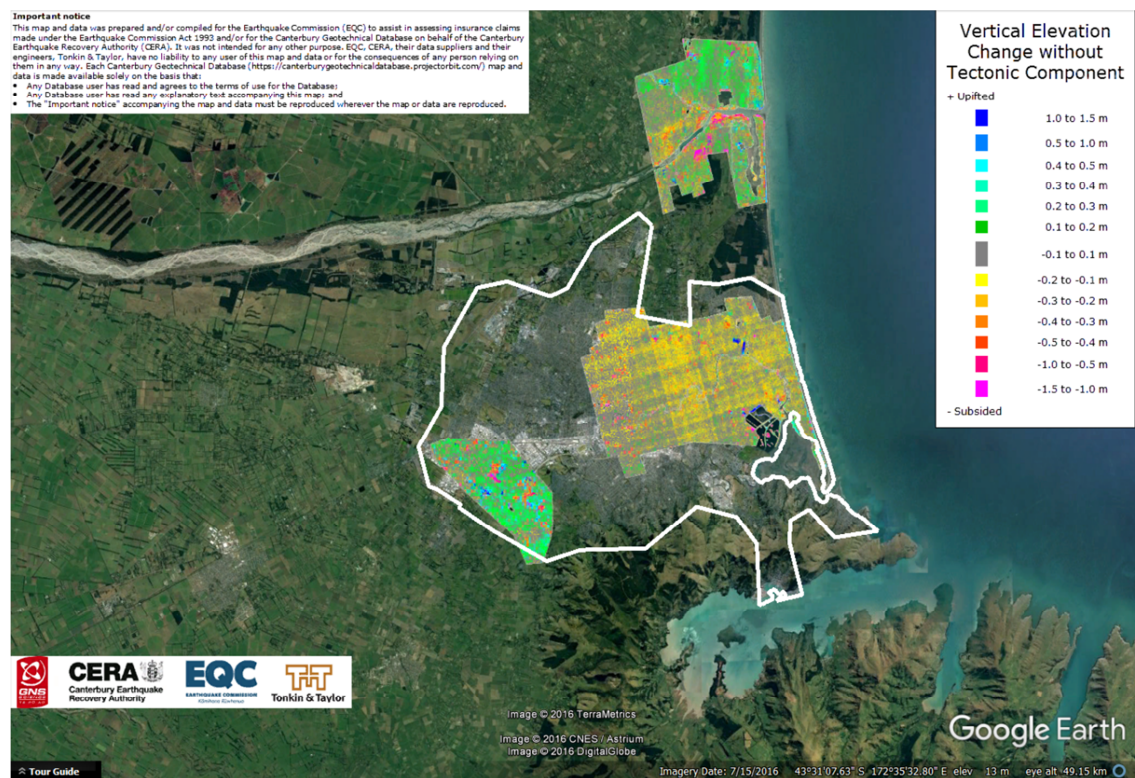 Important notice
This map and data was prepared and/or compiled for the Earthquake Commission (EQC) to assist in assessing insurance claims
made under the Earthquake Commission Act 1993 and/or for the Canterbury Geotechnical Database on behalf of the Canterbury
Earthquake Recovery Authority (CERA). It was not intended for any other purpose. EQC, CERA, their data suppliers and their
engineers, Tonkin & Taylor, have no liability to any user of this map and data or for the consequences of any person relying on
them in any way. Each Canterbury Geotechnical Database (https://canterburygeotechnicaldatabase.projectorbit.com/) map and
data is made available solely on the basis that:
• Any Database user has read and agrees to the terms of use for the Database;
• Any Database user has read any explanatory text accompanying this map; and
• The "Important notice" accompanying the map and data must be reproduced wherever the map or data are reproduced.
Vertical Elevation
Change without
Tectonic Component
+ Upifted
1.0 to 1.5 m
0.5 to 1.0 m
0.4 to 0.5 m
0.3 to 0.4 m
0.2 to 0.3 m
0.1 to 0.2 m
-0.1 to 0.1 m
-0.2 to -0.1 m
-0.3 to -0.2 m
-0.4 to -0.3 m
-0.5 to -0.4 m
-1.0 to -0.5 m
-1.5 to -1.0 m
- Subsided
GNS
SCIENCE
CERA
Canterbury Earthquake
Recovery Authority
EQC
EARTHQUAKE COMMISSION
Tonkin & Taylor
Image © 2016 TerraMetrics
Image © 2016 CNES / Astrium
Image © 2016 DigitalGlobe
Google Earth
Tour Guide
Imagery Date: 7/15/2016 43°31'07.63" S 172°35'32.80" E elev 13 m eye alt 49.15 km